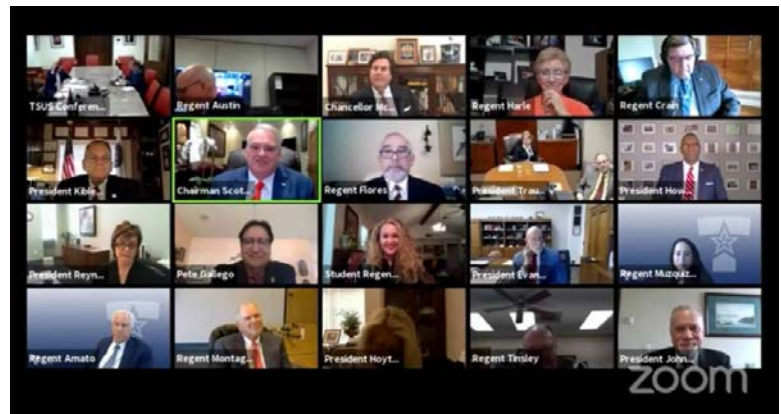 TSUS Conferen...
Regent Austin
Chancellor Mc...
Regent Harle
Regent Crain
President Kible...
Chairman Scot...
Regent Flores
President Trau...
President How...
President Reyn...
Pete Gallego
Student Regen...
President Evan...
Regent Muzquiz...
Regent Amato
Regent Montag...
President Hoyt...
Regent Tinsley
President John...
zoom